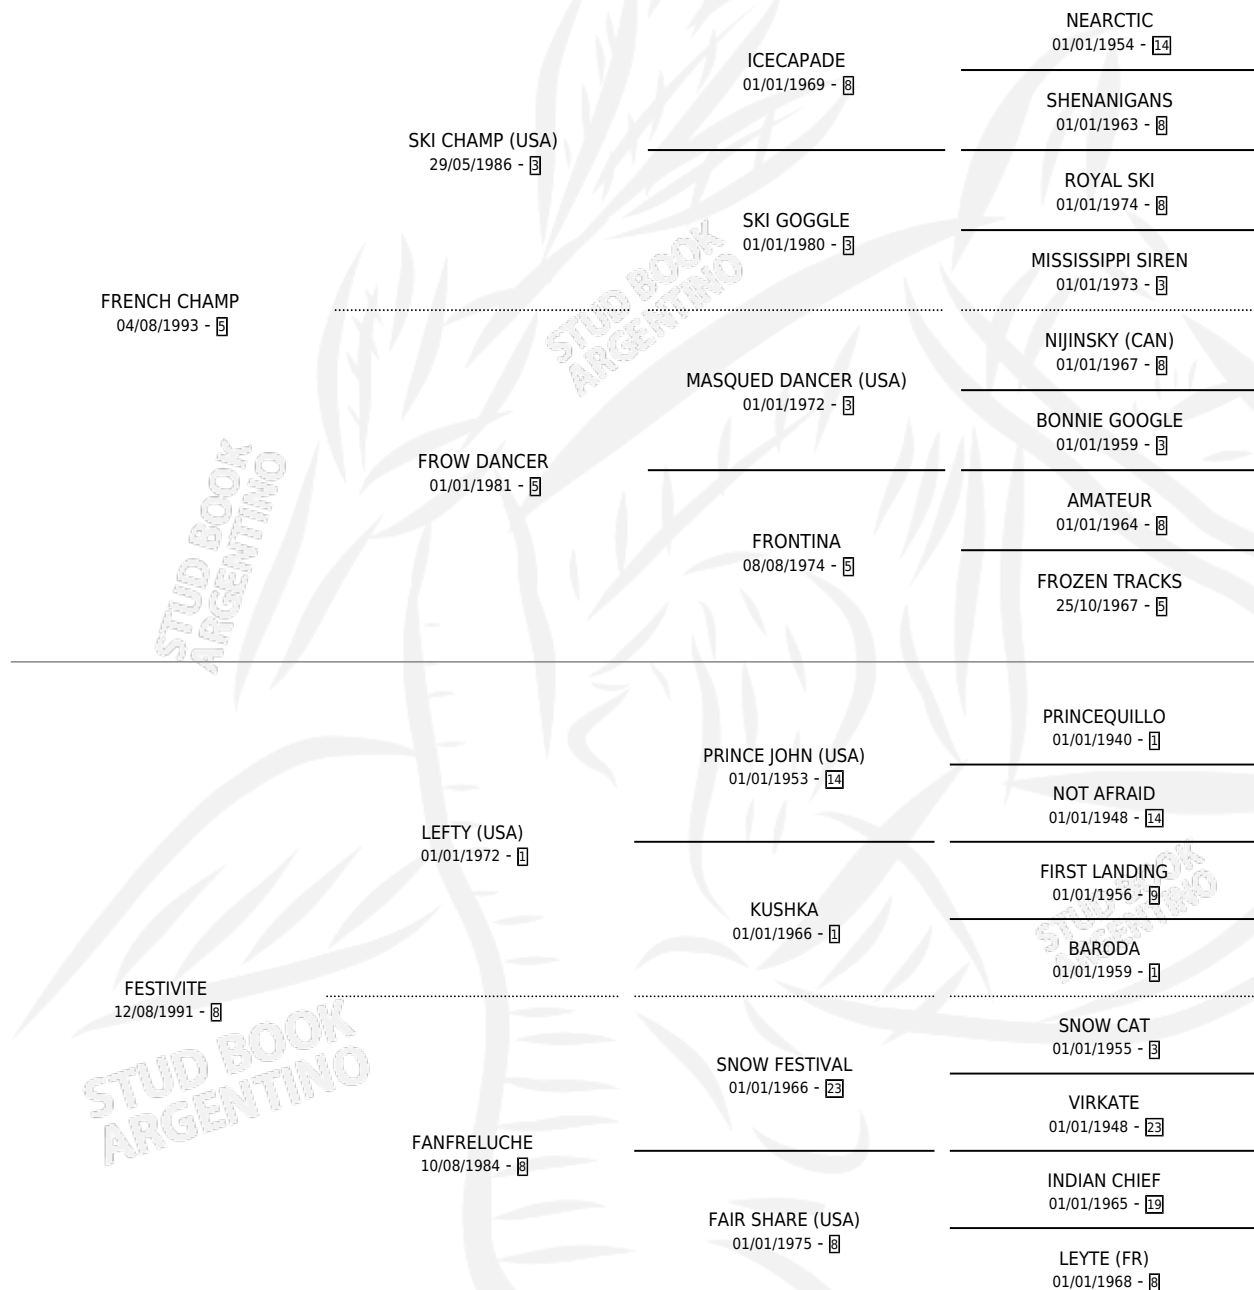 NEARCTIC
01/01/1954 - 14
ICECAPADE
01/01/1969 - 8
SHENANIGANS
01/01/1963 - 8
SKI CHAMP (USA)
29/05/1986 - 3
ROYAL SKI
01/01/1974 - 8
SKI GOGGLE
01/01/1980 - 3
MISSISSIPPI SIREN
01/01/1973 - 3
FRENCH CHAMP
04/08/1993 - 5
NIJINSKY (CAN)
01/01/1967 - 8
MASQUED DANCER (USA)
01/01/1972 - 3
BONNIE GOOGLE
01/01/1959 - 3
FROW DANCER
01/01/1981 - 5
AMATEUR
01/01/1964 - 8
FRONTINA
08/08/1974 - 5
FROZEN TRACKS
25/10/1967 - 5
PRINCEQUILLO
01/01/1940 - 1
PRINCE JOHN (USA)
01/01/1953 - 14
NOT AFRAID
01/01/1948 - 14
LEFTY (USA)
01/01/1972 - 1
FIRST LANDING
01/01/1956 - 9
KUSHKA
01/01/1966 - 1
BARODA
01/01/1959 - 1
FESTIVITE
12/08/1991 - 8
SNOW CAT
01/01/1955 - 3
SNOW FESTIVAL
01/01/1966 - 23
VIRKATE
01/01/1948 - 23
FANFRELUCHE
10/08/1984 - 8
INDIAN CHIEF
01/01/1965 - 19
FAIR SHARE (USA)
01/01/1975 - 8
LEYTE (FR)
01/01/1968 - 8
STUD BOOK
ARGENTINO
STUD BOOK
ARGENTINO
STUD BOOK
ARGENTINO
STUD BOOK
ARGENTINO